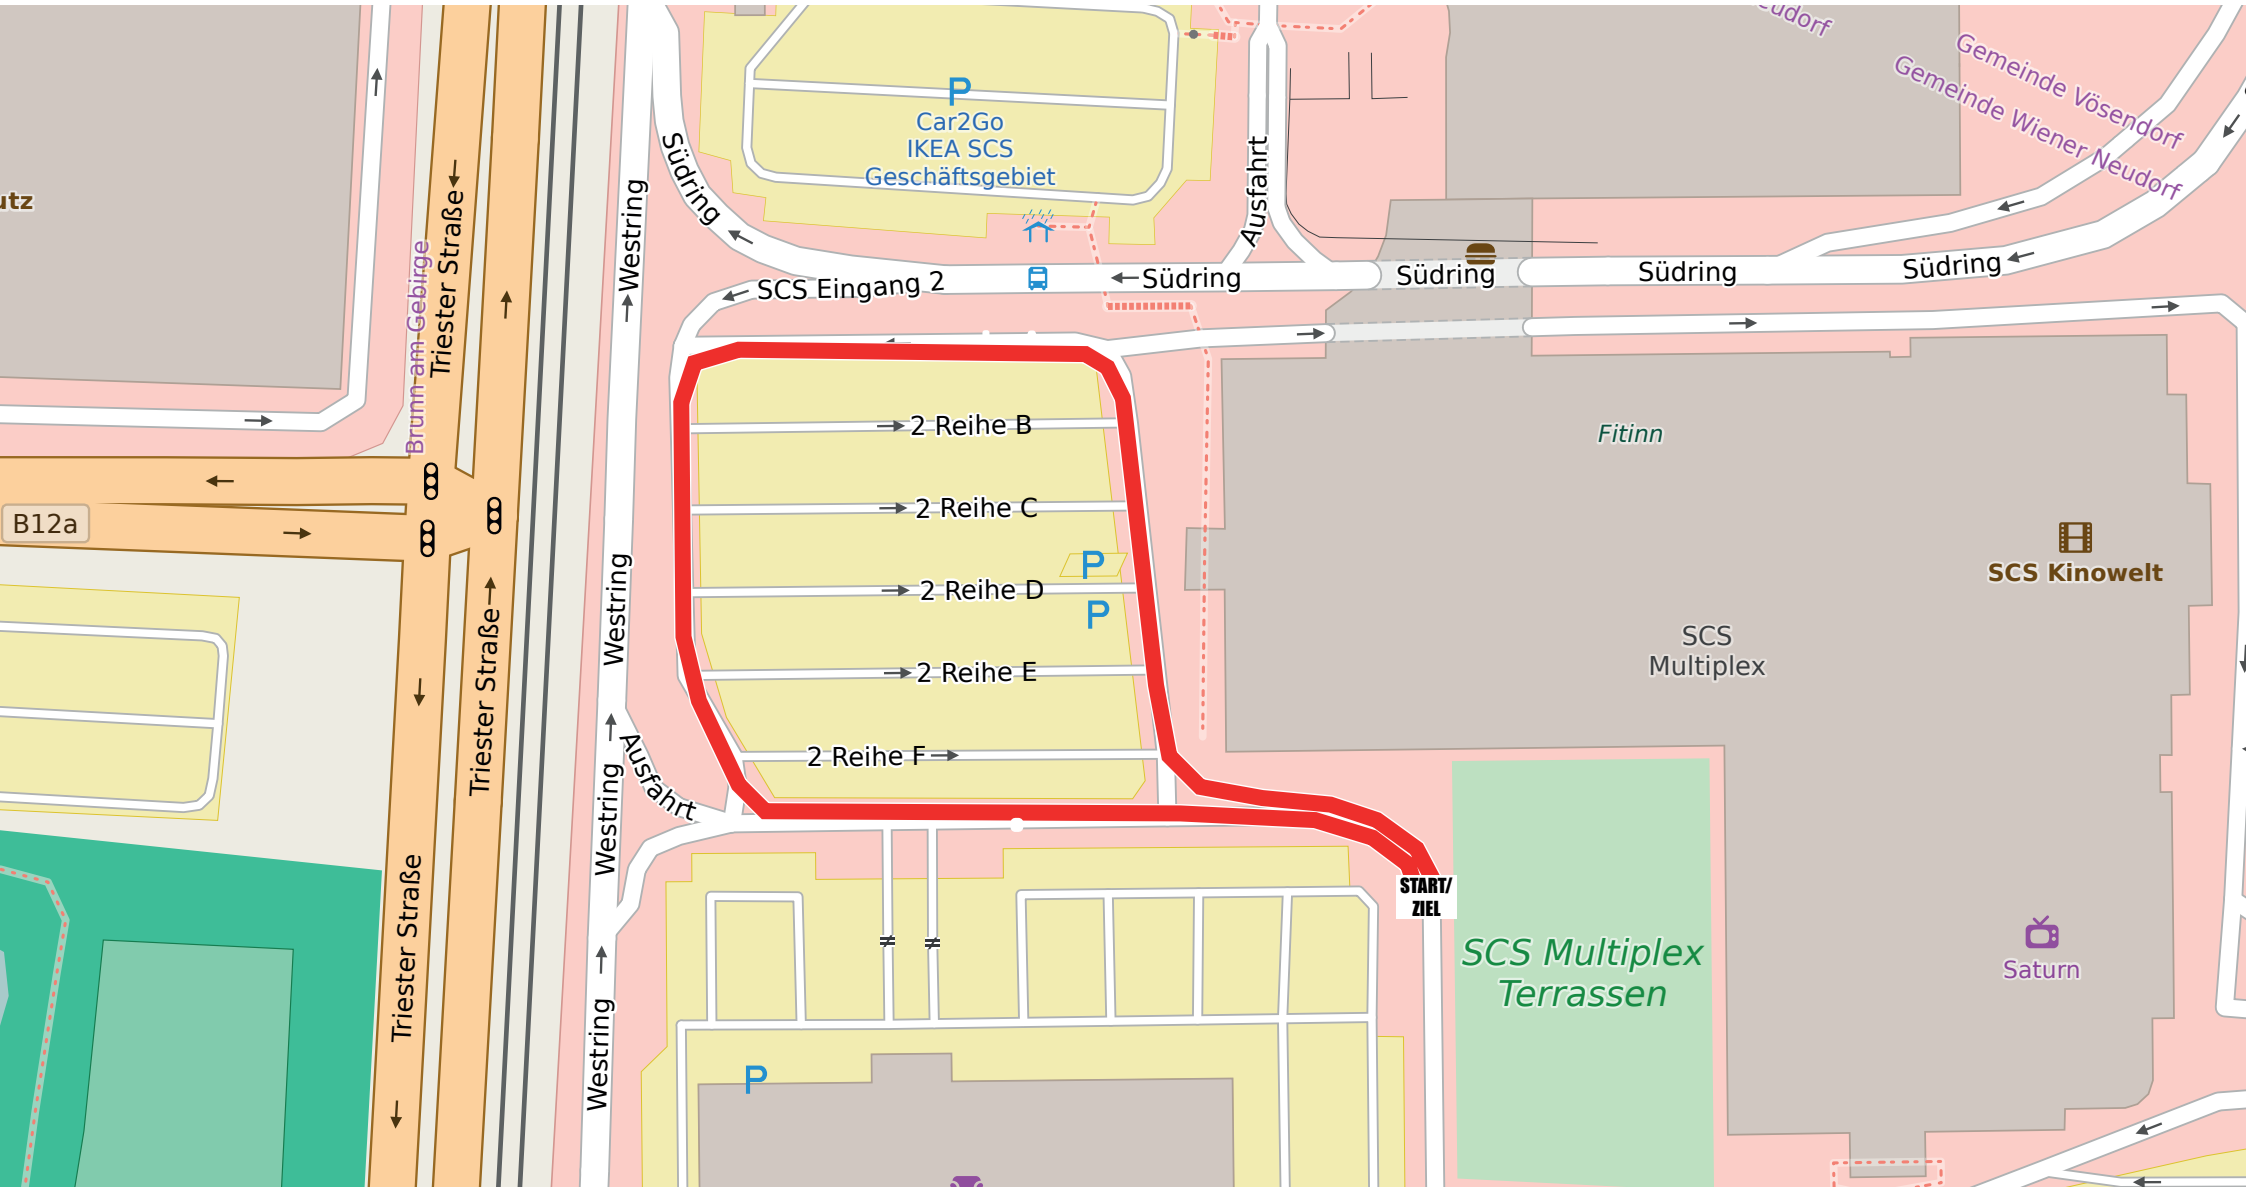 Neudorf
Gemeinde Vösendorf
Gemeinde Wiener Neudorf
P
Car2Go
IKEA SCS
Geschäftsgebiet
Südring
Ausfahrt
Westring
utz
Triester Straße
Brunn am Gebirge
SCS Eingang 2
Südring
Südring
Südring
Südring
2 Reihe B
Fitinn
2 Reihe C
B12a
P
SCS Kinowelt
2 Reihe D
P
Westring
SCS
Multiplex
2 Reihe E
Triester Straße
2 Reihe F
Ausfahrt
Westring
START/
ZIEL
Triester Straße
SCS Multiplex
Terrassen
Saturn
Westring
P